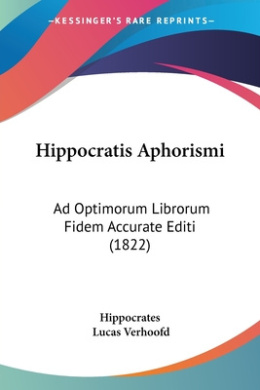 KESSINGER'S RARE REPRINTS
Hippocratis Aphorismi
Ad Optimorum Librorum
Fidem Accurate Editi
(1822)
Hippocrates
Lucas Verhoofd